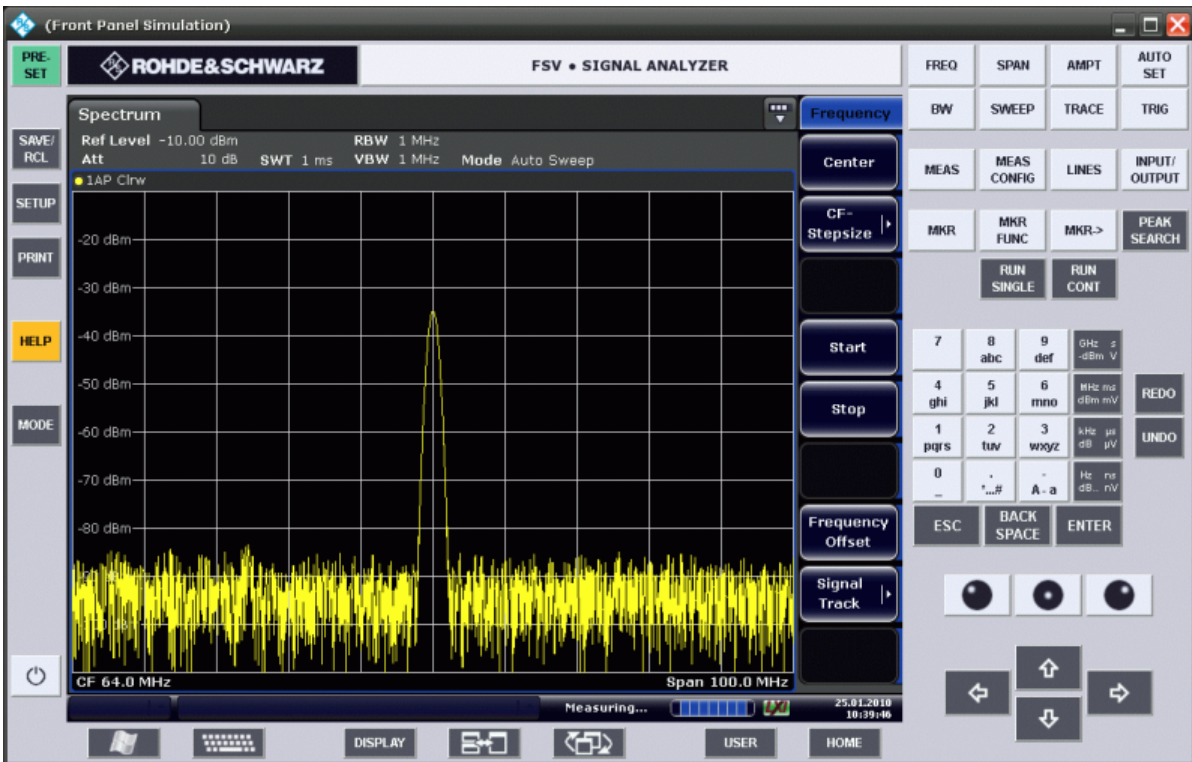 (Front Panel Simulation)
PRE-
SET
ROHDE&SCHWARZ
FSV • SIGNAL ANALYZER
FREQ
SPAN
AMPT
AUTO
SET
Spectrum
Frequency
BW
SWEEP
TRACE
TRIG
SAVE/
RCL
Ref Level -10.00 dBm
RBW 1 MHz
Att 10 dB SWT 1 ms VBW 1 MHz Mode Auto Sweep
1AP Clrw
Center
MEAS
MEAS
CONFIG
LINES
INPUT/
OUTPUT
SETUP
CF-
Stepsize
MKR
MKR
FUNC
MKR->
PEAK
SEARCH
-20 dBm
PRINT
RUN
SINGLE
RUN
CONT
-30 dBm
HELP
-40 dBm
Start
7
8
abc
9
def
GHz s
-dBm V
-50 dBm
Stop
4
ghi
5
jkl
6
mno
MHz ms
dBm mV
REDO
MODE
-60 dBm
1
pqrs
2
tuv
3
wxyz
kHz µs
dB µV
UNDO
-70 dBm
0
_
.
*...#
-
A - a
Hz ns
dB.. nV
-80 dBm
Frequency
Offset
ESC
BACK
SPACE
ENTER
Signal
Track
CF 64.0 MHz
Span 100.0 MHz
Measuring...
LXI
25.01.2010
10:39:46
DISPLAY
USER
HOME